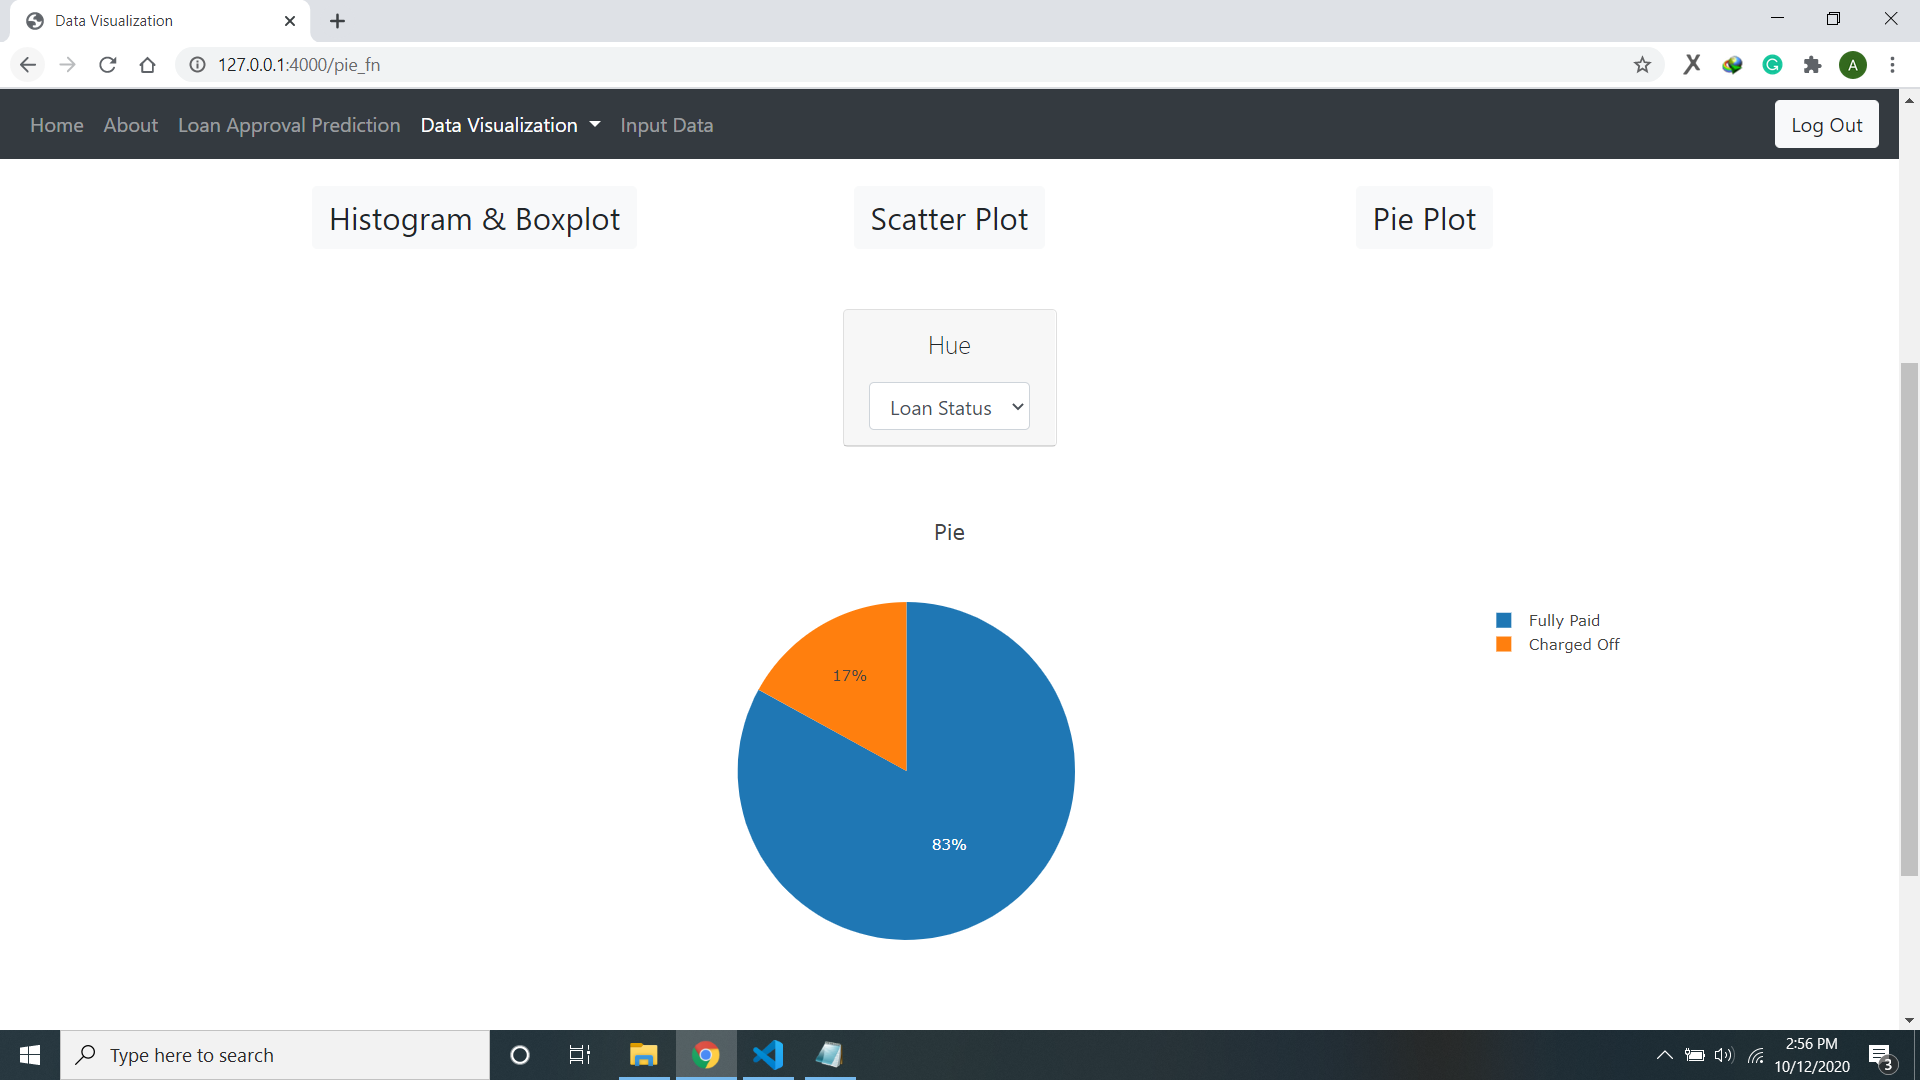 Data Visualization
127.0.0.1:4000/pie_fn
A
Home About Loan Approval Prediction Data Visualization Input Data Log Out
Histogram & Boxplot Scatter Plot Pie Plot
Hue
Loan Status
Pie
Fully Paid
Charged Off
17%
83%
Type here to search
2:56 PM
10/12/2020
3